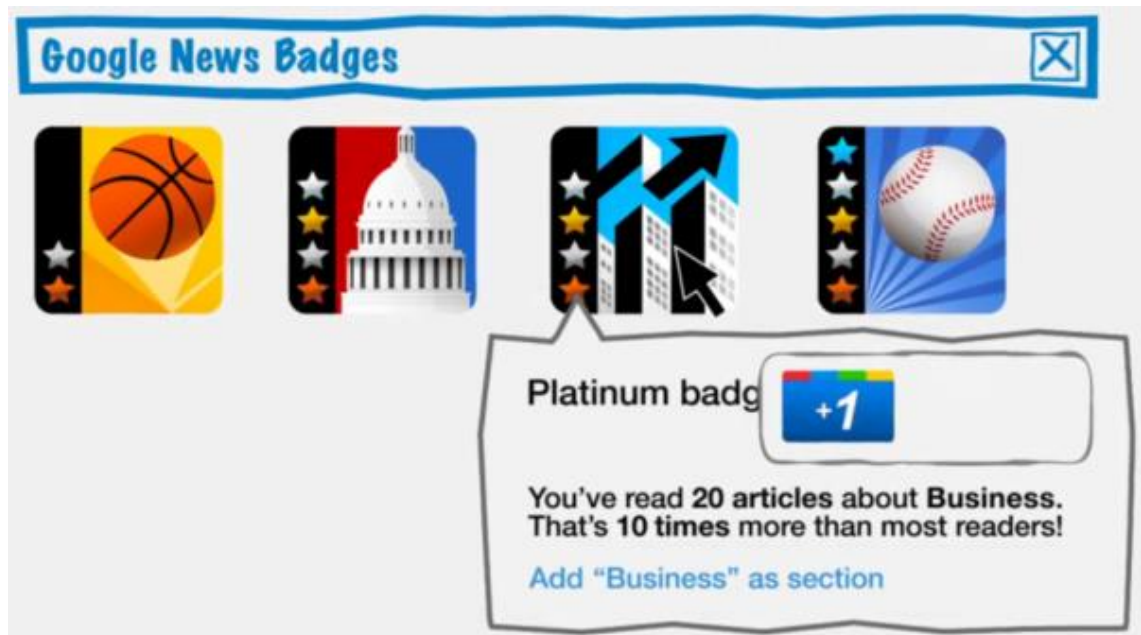 Google News Badges
Platinum badg
+1
You've read 20 articles about Business.
That's 10 times more than most readers!
Add "Business" as section